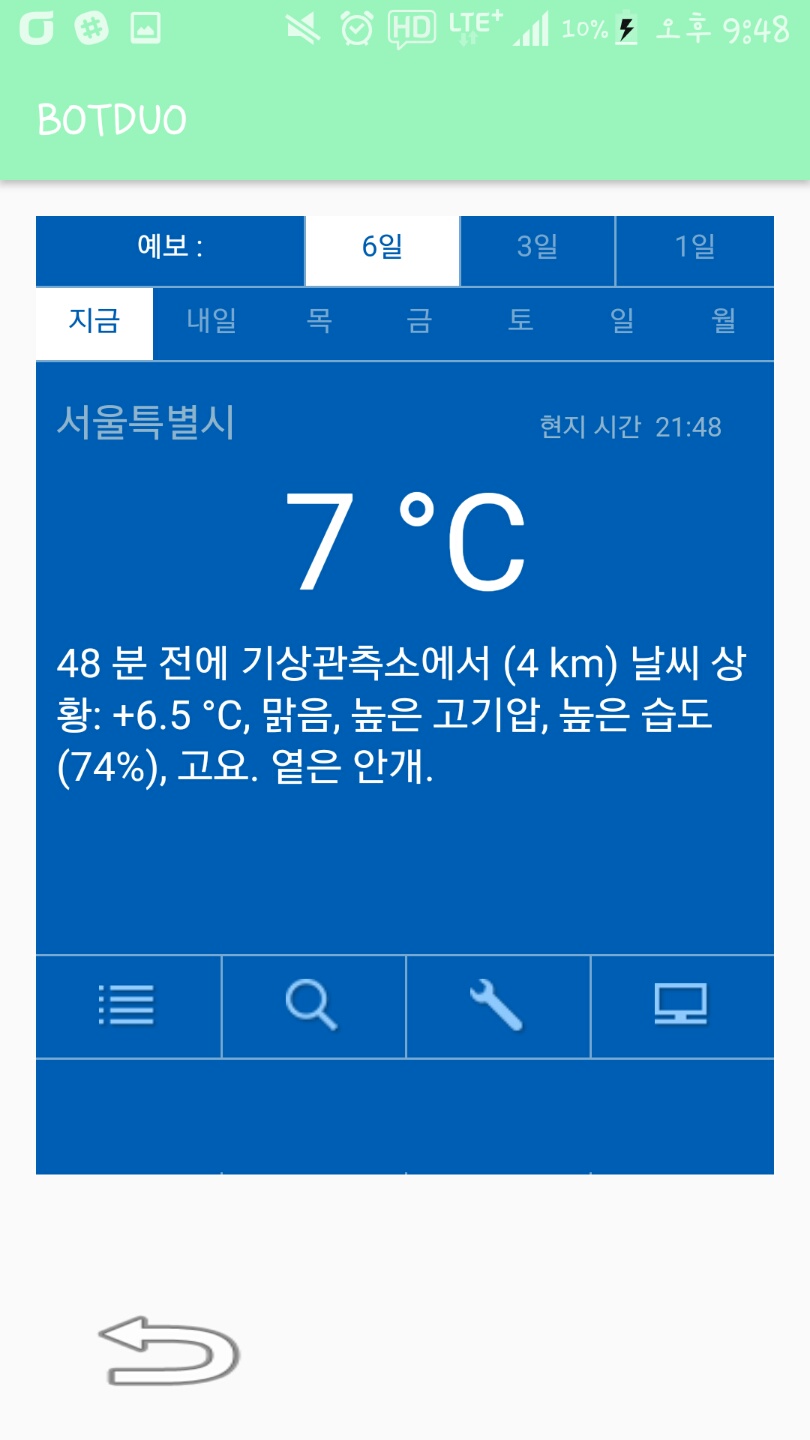 HD LTE+ 10% 오후 9:48
BOTDUO
예보 : 6일 3일 1일
지금 내일 목 금 토 일 월
서울특별시 현지 시간 21:48
7 °C
48 분 전에 기상관측소에서 (4 km) 날씨 상
황: +6.5 °C, 맑음, 높은 고기압, 높은 습도
(74%), 고요. 옅은 안개.